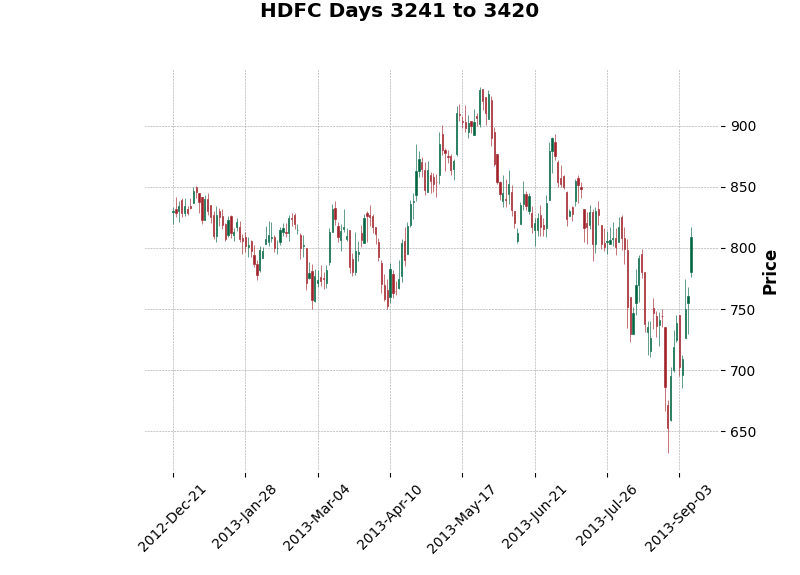 HDFC Days 3241 to 3420
900
850
800
750
700
650
Price
2012-Dec-21
2013-Jan-28
2013-Mar-04
2013-Apr-10
2013-May-17
2013-Jun-21
2013-Jul-26
2013-Sep-03